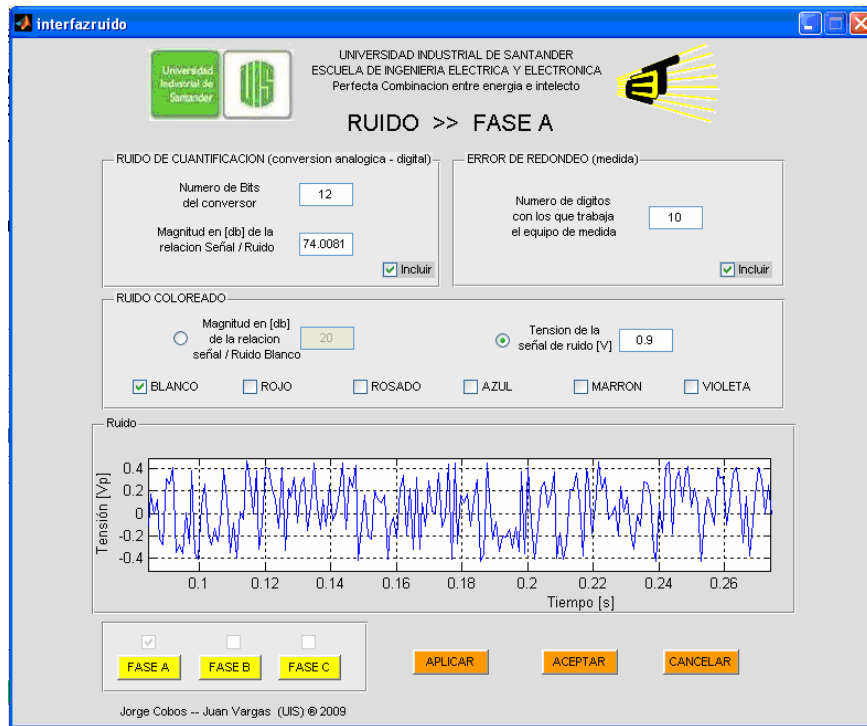 interfazruido
Universidad
Industrial de
Santander
UIS
UNIVERSIDAD INDUSTRIAL DE SANTANDER
ESCUELA DE INGENIERIA ELECTRICA Y ELECTRONICA
Perfecta Combinacion entre energia e intelecto
RUIDO >> FASE A
RUIDO DE CUANTIFICACION (conversion analogica - digital)
Numero de Bits
del conversor
12
Magnitud en [db] de la
relacion Señal / Ruido
74.0081
Incluir
ERROR DE REDONDEO (medida)
Numero de digitos
con los que trabaja
el equipo de medida
10
Incluir
RUIDO COLOREADO
Magnitud en [db]
de la relacion
señal / Ruido Blanco
20
Tension de la
señal de ruido [V]
0.9
BLANCO ROJO ROSADO AZUL MARRON VIOLETA
Ruido
Tensión [Vp]
0.4
0.2
0
-0.2
-0.4
0.1 0.12 0.14 0.16 0.18 0.2 0.22 0.24 0.26
Tiempo [s]
FASE A FASE B FASE C
APLICAR ACEPTAR CANCELAR
Jorge Cobos -- Juan Vargas (UIS) ® 2009